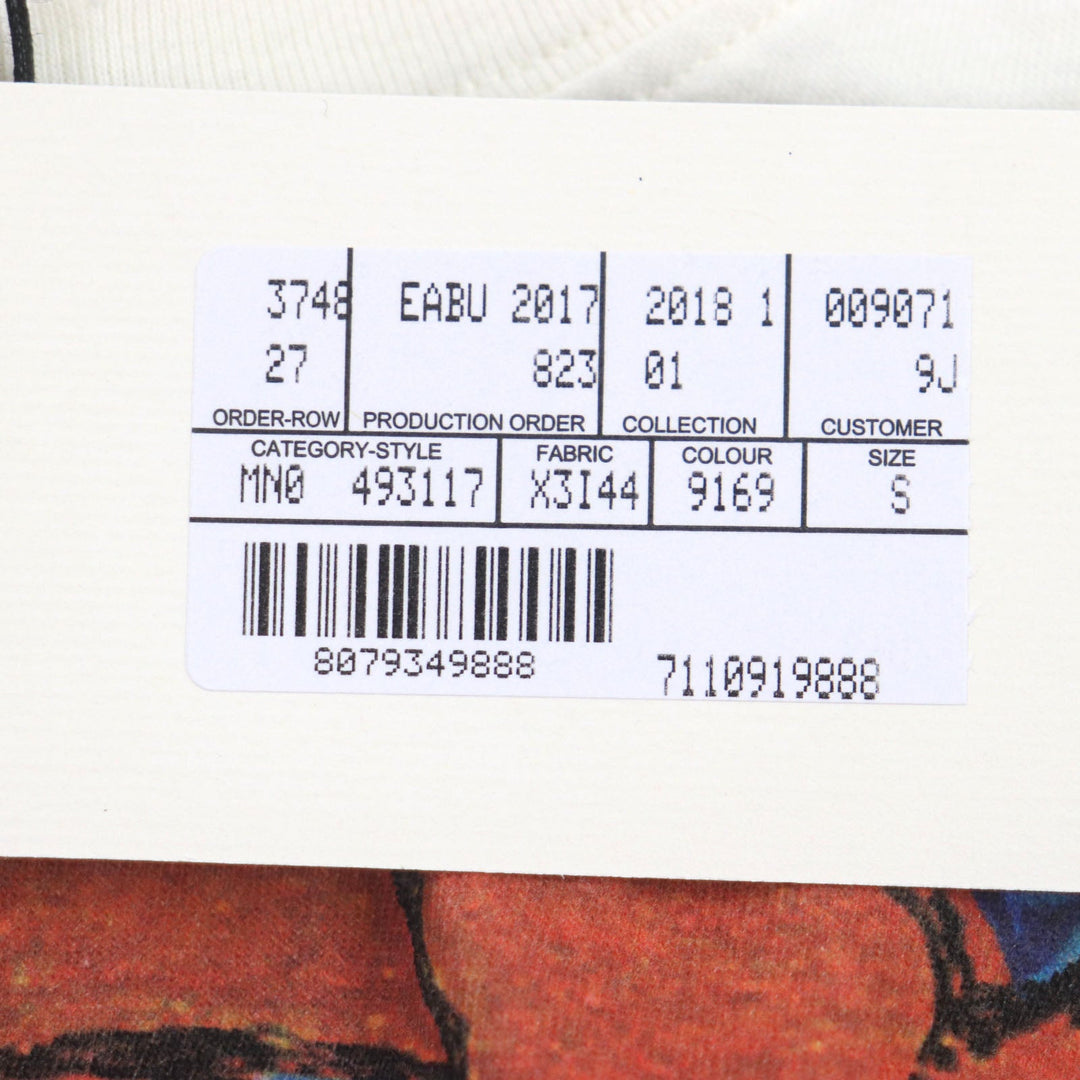 3748 EABU 2017 2018 1 009071
27 823 01 9J
ORDER-ROW PRODUCTION ORDER COLLECTION CUSTOMER
CATEGORY-STYLE FABRIC COLOUR SIZE
MN0 493117 X3I44 9169 S
8079349888 7110919888